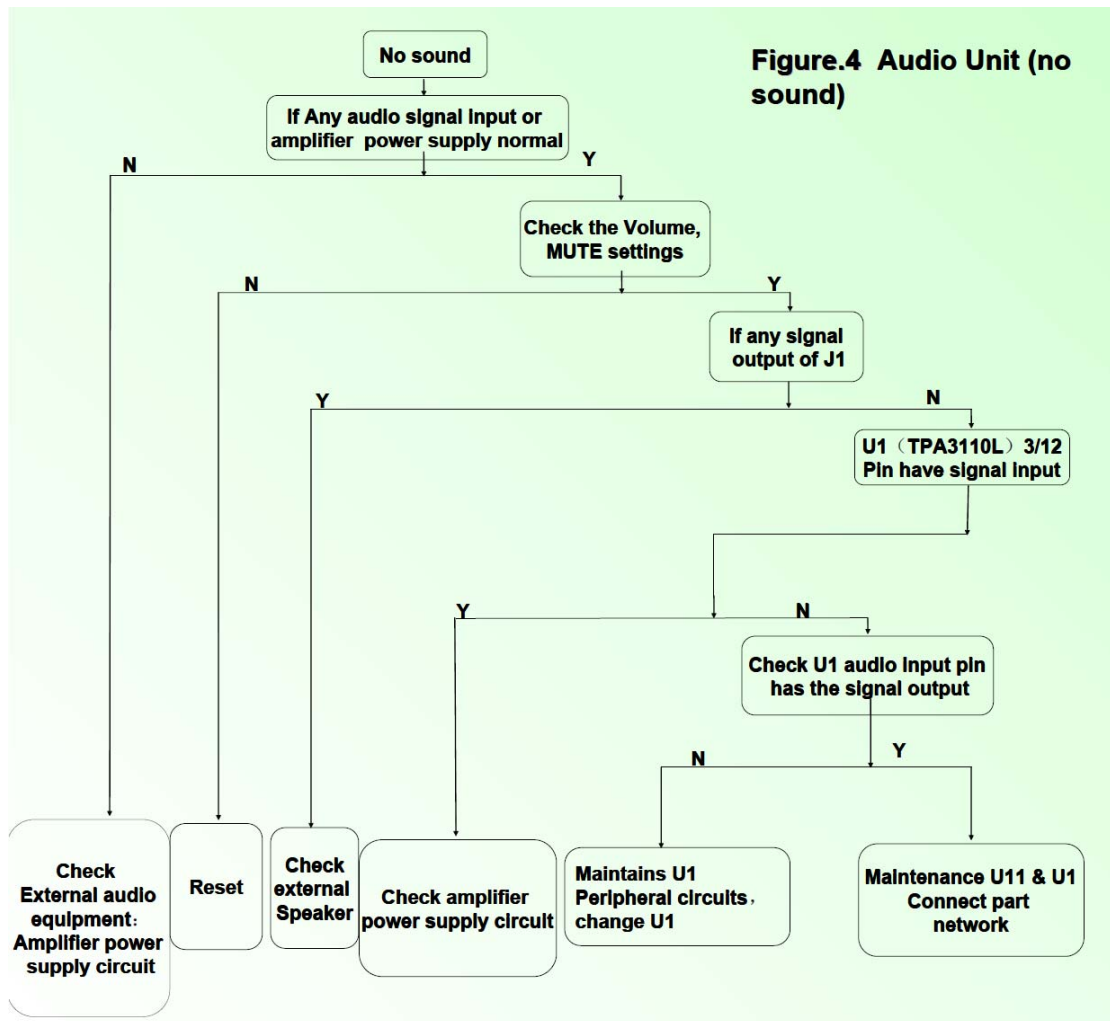 No sound
Figure.4 Audio Unit (no
sound)
If Any audio signal input or
amplifier power supply normal
N
Y
Check the Volume,
MUTE settings
N
Y
If any signal
output of J1
Y
N
U1（TPA3110L）3/12
Pin have signal input
Y
N
Check U1 audio input pin
has the signal output
N
Y
Check
External audio
equipment：
Amplifier power
supply circuit
Reset
Check
external
Speaker
Check amplifier
power supply circuit
Maintains U1
Peripheral circuits，
change U1
Maintenance U11 & U1
Connect part
network